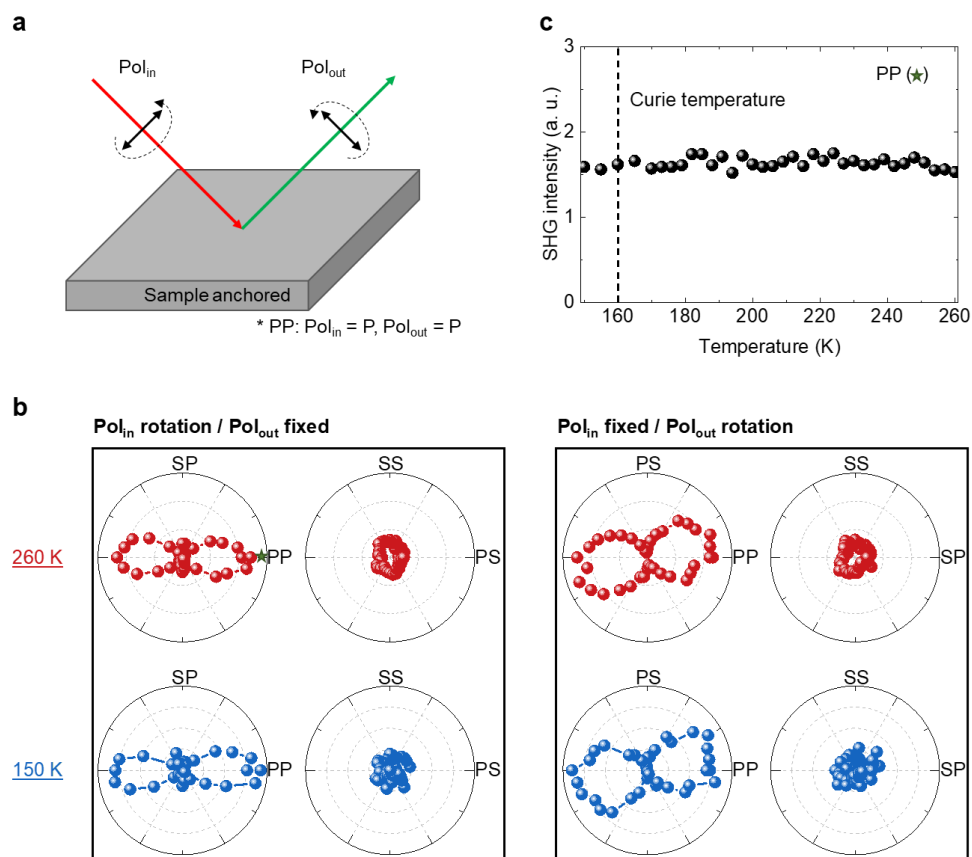 a
Pol_in
Pol_out
Sample anchored
* PP: Pol_in = P, Pol_out = P
c
SHG intensity (a. u.)
3
2
1
0
PP (★)
Curie temperature
160 180 200 220 240 260
Temperature (K)
b
Pol_in rotation / Pol_out fixed
SP
SS
260 K
PP
PS
SS
150 K
PP
PS
Pol_in fixed / Pol_out rotation
PS
SS
PP
SP
PS
SS
PP
SP